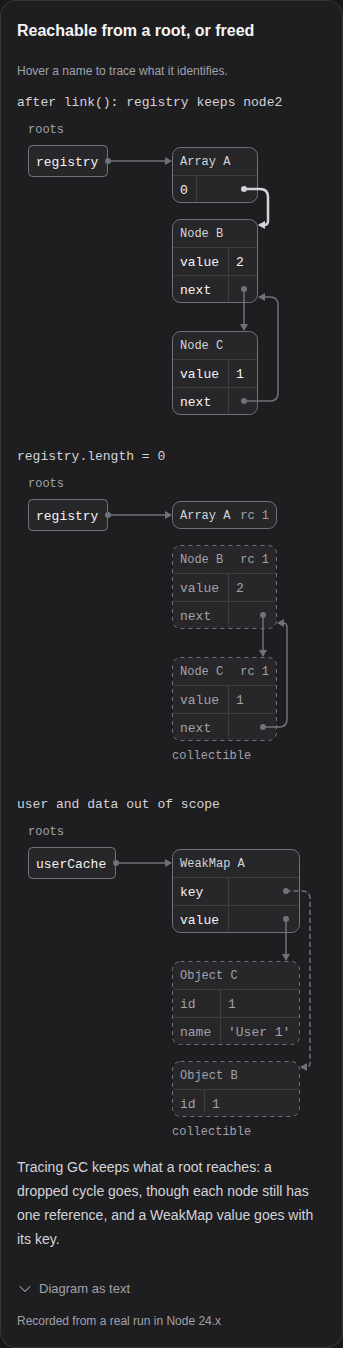 Reachable from a root, or freed
Hover a name to trace what it identifies.
after link(): registry keeps node2
roots
registry
Array A
0
Node B
value 2
next
Node C
value 1
next
registry.length = 0
roots
registry
Array A rc 1
Node B rc 1
value 2
next
Node C rc 1
value 1
next
collectible
user and data out of scope
roots
userCache
WeakMap A
key
value
Object C
id 1
name 'User 1'
Object B
id 1
collectible
Tracing GC keeps what a root reaches: a
dropped cycle goes, though each node still has
one reference, and a WeakMap value goes with
its key.
Diagram as text
Recorded from a real run in Node 24.x